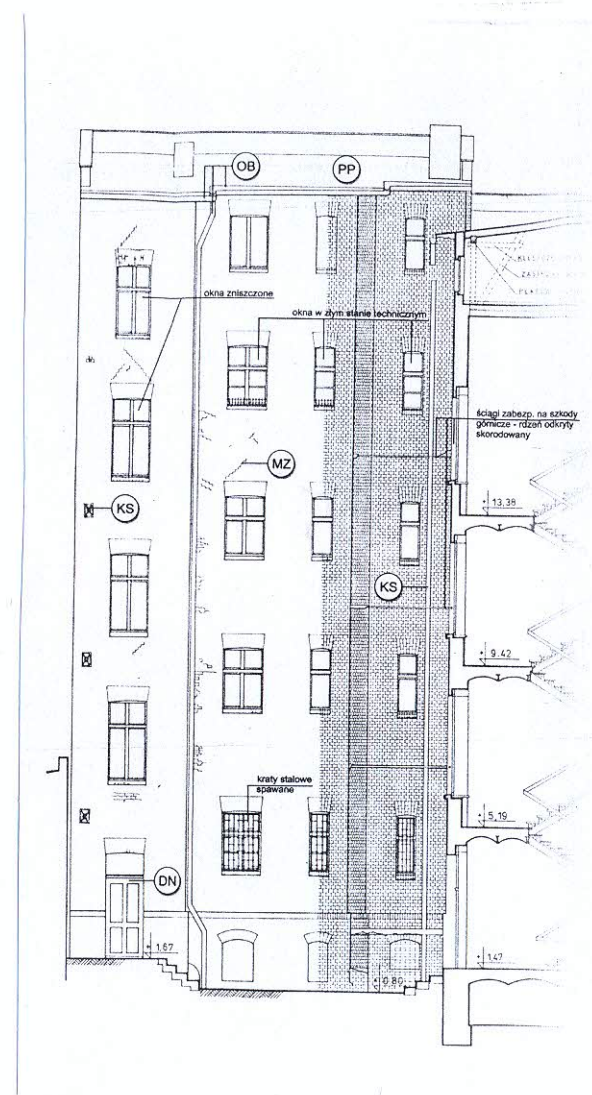 OB
PP
okna zniszczone
okna w złym stanie technicznym
ściągi zabezp. na szkody
górnicze - rdzeń odkryty
skorodowany
MZ
KS
13,38
KS
9.42
kraty stalowe
spawane
5,19
DN
1,67
1,47
0.80